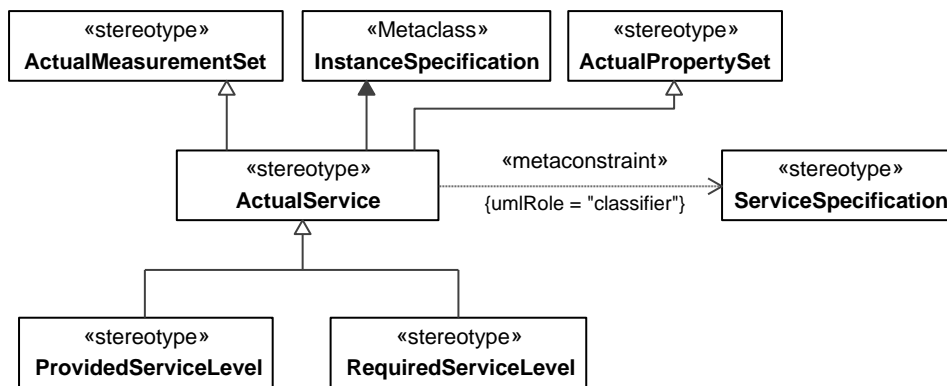 «stereotype»
ActualMeasurementSet
«Metaclass»
InstanceSpecification
«stereotype»
ActualPropertySet
«stereotype»
ActualService
«metaconstraint»
{umlRole = "classifier"}
«stereotype»
ServiceSpecification
«stereotype»
ProvidedServiceLevel
«stereotype»
RequiredServiceLevel